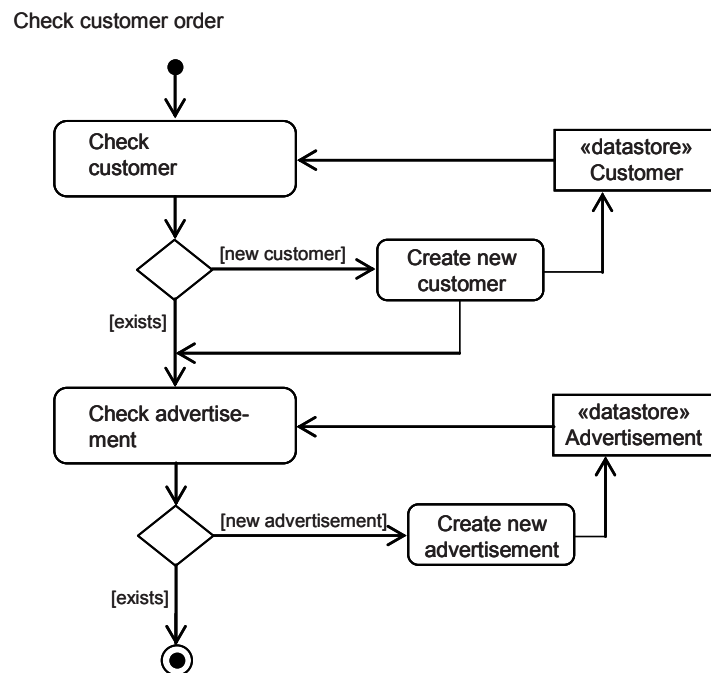 Check customer order
Check
customer
«datastore»
Customer
[new customer]
Create new
customer
[exists]
Check advertise-
ment
«datastore»
Advertisement
[new advertisement]
Create new
advertisement
[exists]